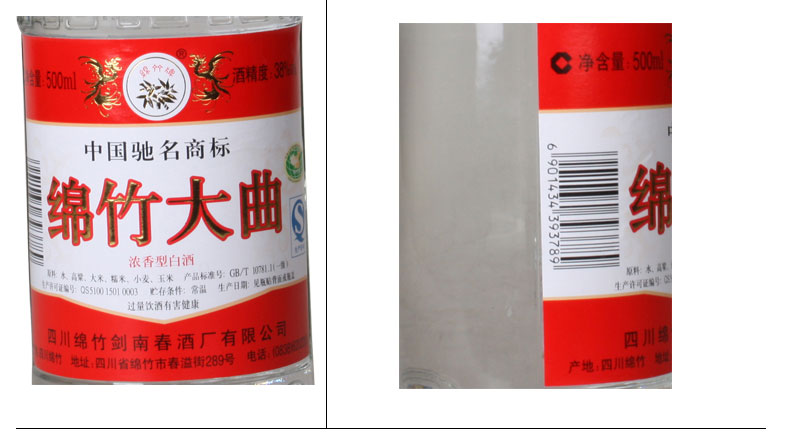 含量: 500ml
®
酒精度: 38%
中国驰名商标
绵竹大曲
浓香型白酒
原料: 水、高粱、大米、糯米、小麦、玉米 产品标准号: GB/T 10781.1 (一级)
生产许可证编号: QS5100 1501 0003 贮存条件: 常温 生产日期:
过量饮酒有害健康
四川绵竹剑南春酒厂有限公司
四川绵竹 地址: 四川省绵竹市春溢街289号 电话:
净含量: 500ml
6 901434 393789
绵
原料: 水、高
生产许可证编号: QS5
四川绵
产地: 四川绵竹 地